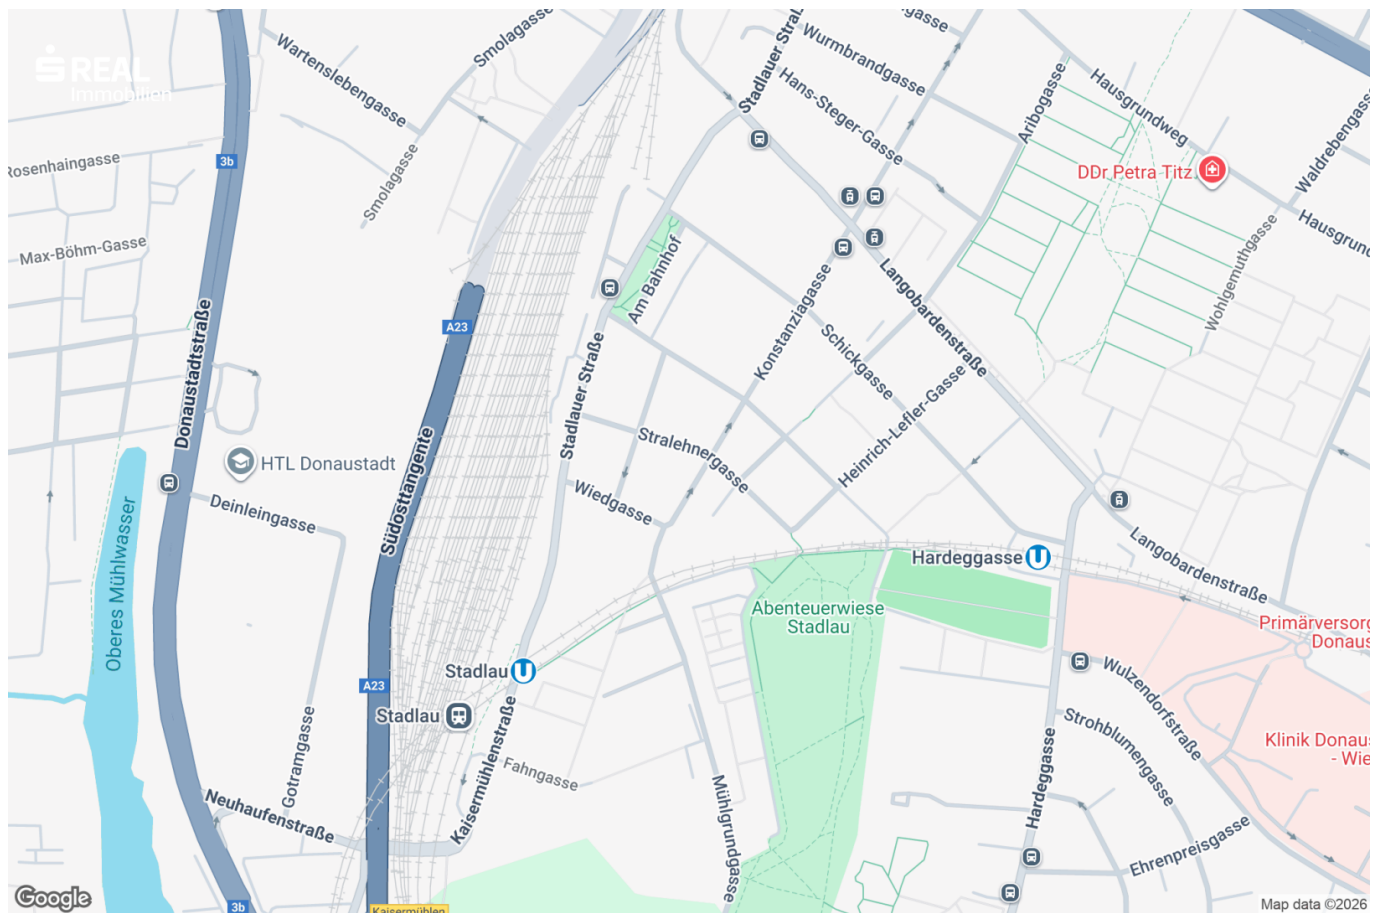 S REAL
Immobilien
Wartenslebengasse
Smolagasse
Smolagasse
Stadlauer Straß
Wurmbrandgasse
Hans-Steger-Gasse
Aribogasse
Hausgrundweg
Waldrebengasse
DDr Petra Titz
Hausgrun
Rosenhaingasse
3b
Max-Böhm-Gasse
Am Bahnhof
Konstanziagasse
Langobardenstraße
Wohlgemuthgasse
A23
Schickgasse
Donaustadtstraße
Stadlauer Straße
Heinrich-Lefler-Gasse
Stralehnergasse
HTL Donaustadt
Südosttangente
Wiedgasse
Deinleingasse
Oberes Mühlwasser
Hardeggasse
Langobardenstraße
Abenteuerwiese
Stadlau
Primärversorg
Donaus
Stadlau
A23
Stadlau
Wulzendorfstraße
Strohblumengasse
Klinik Donaus
- Wie
Gotramgasse
Kaisermühlenstraße
Fahngasse
Mühlgrundgasse
Hardeggasse
Neuhaufenstraße
Ehrenpreisgasse
Google
3b
Kaisermühlen
Map data ©2026